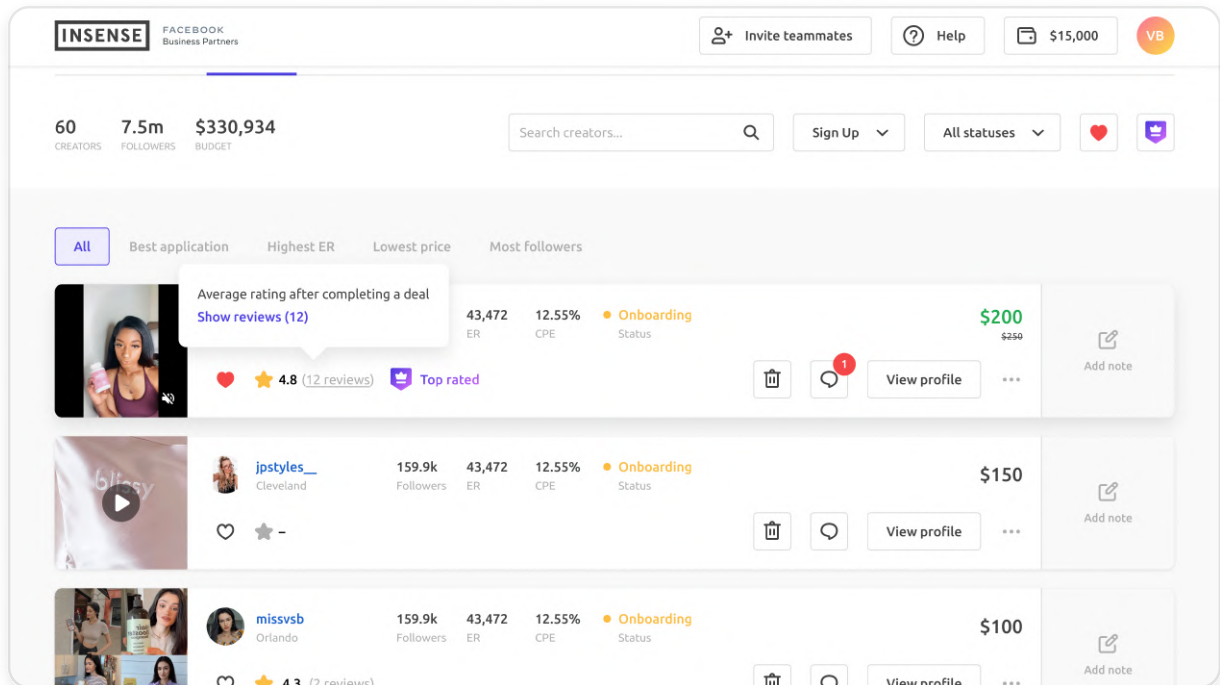 INSENSE
FACEBOOK
Business Partners
Invite teammates
Help
$15,000
VB
60
CREATORS
7.5m
FOLLOWERS
$330,934
BUDGET
Search creators...
Sign Up
All statuses
All
Best application
Highest ER
Lowest price
Most followers
Average rating after completing a deal
Show reviews (12)
43,472
ER
12.55%
CPE
Onboarding
Status
$200
$250
4.8 (12 reviews)
Top rated
1
View profile
Add note
blissy
jpstyles__
Cleveland
159.9k
Followers
43,472
ER
12.55%
CPE
Onboarding
Status
$150
–
View profile
Add note
missvsb
Orlando
159.9k
Followers
43,472
ER
12.55%
CPE
Onboarding
Status
$100
4.3 (2 reviews)
View profile
Add note